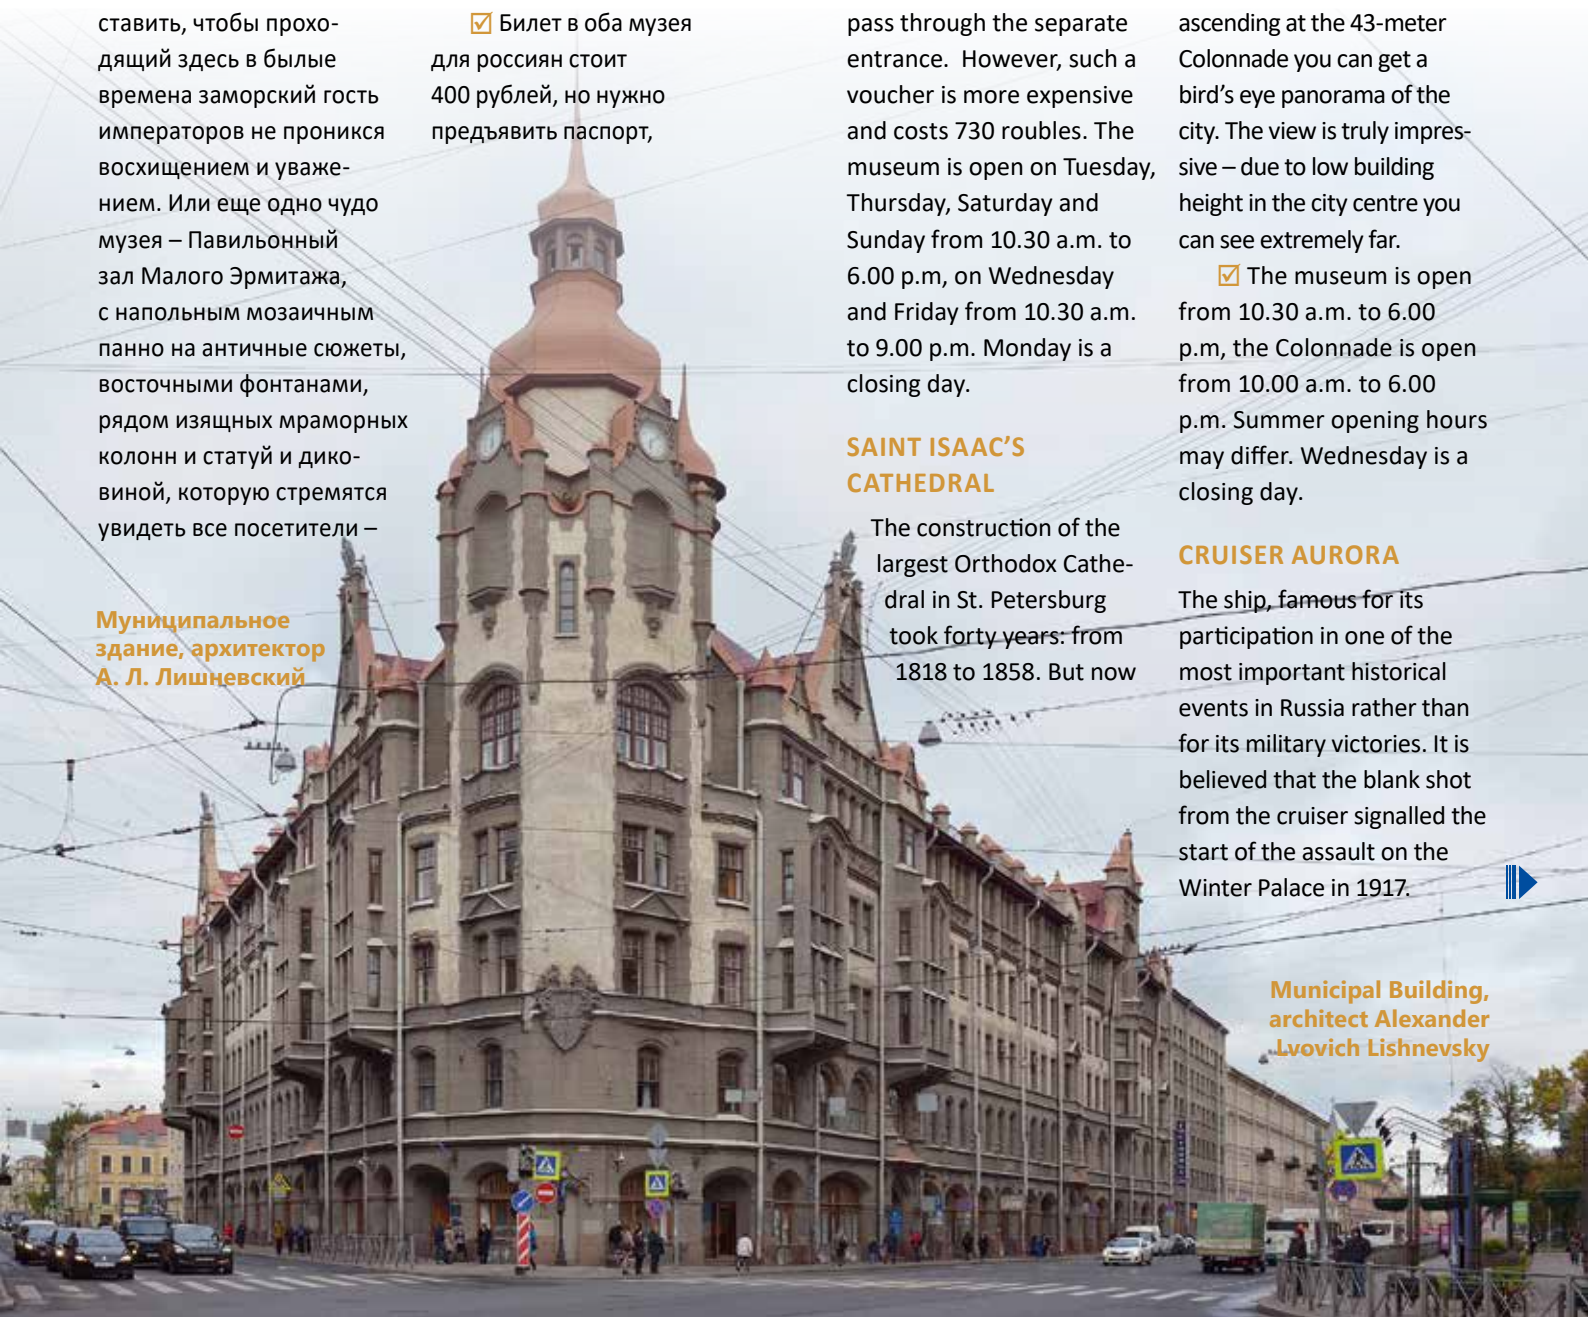 ставить, чтобы прохо-
дящий здесь в былые
времена заморский гость
императоров не проникся
восхищением и уваже-
нием. Или еще одно чудо
музея – Павильонный
зал Малого Эрмитажа,
с напольным мозаичным
панно на античные сюжеты,
восточными фонтанами,
рядом изящных мраморных
колонн и статуй и дико-
виной, которую стремятся
увидеть все посетители –
Муниципальное
здание, архитектор
А. Л. Лишневский
Билет в оба музея
для россиян стоит
400 рублей, но нужно
предъявить паспорт,
pass through the separate
entrance. However, such a
voucher is more expensive
and costs 730 roubles. The
museum is open on Tuesday,
Thursday, Saturday and
Sunday from 10.30 a.m. to
6.00 p.m, on Wednesday
and Friday from 10.30 a.m.
to 9.00 p.m. Monday is a
closing day.
SAINT ISAAC’S
CATHEDRAL
The construction of the
largest Orthodox Cathe-
dral in St. Petersburg
took forty years: from
1818 to 1858. But now
ascending at the 43-meter
Colonnade you can get a
bird’s eye panorama of the
city. The view is truly impres-
sive – due to low building
height in the city centre you
can see extremely far.
The museum is open
from 10.30 a.m. to 6.00
p.m, the Colonnade is open
from 10.00 a.m. to 6.00
p.m. Summer opening hours
may differ. Wednesday is a
closing day.
CRUISER AURORA
The ship, famous for its
participation in one of the
most important historical
events in Russia rather than
for its military victories. It is
believed that the blank shot
from the cruiser signalled the
start of the assault on the
Winter Palace in 1917.
Municipal Building,
architect Alexander
Lvovich Lishnevsky